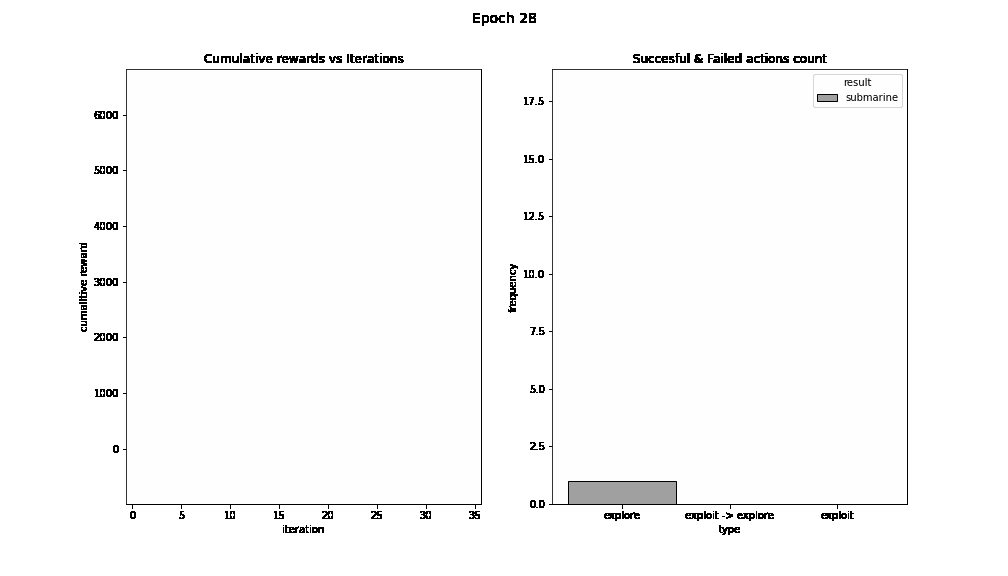 Epoch 28
Cumulative rewards vs Iterations
cumalitive reward
6000
5000
4000
3000
2000
1000
0
0 5 10 15 20 25 30 35
iteration
Succesful & Failed actions count
result
submarine
frequency
17.5
15.0
12.5
10.0
7.5
5.0
2.5
0.0
explore exploit -> explore exploit
type